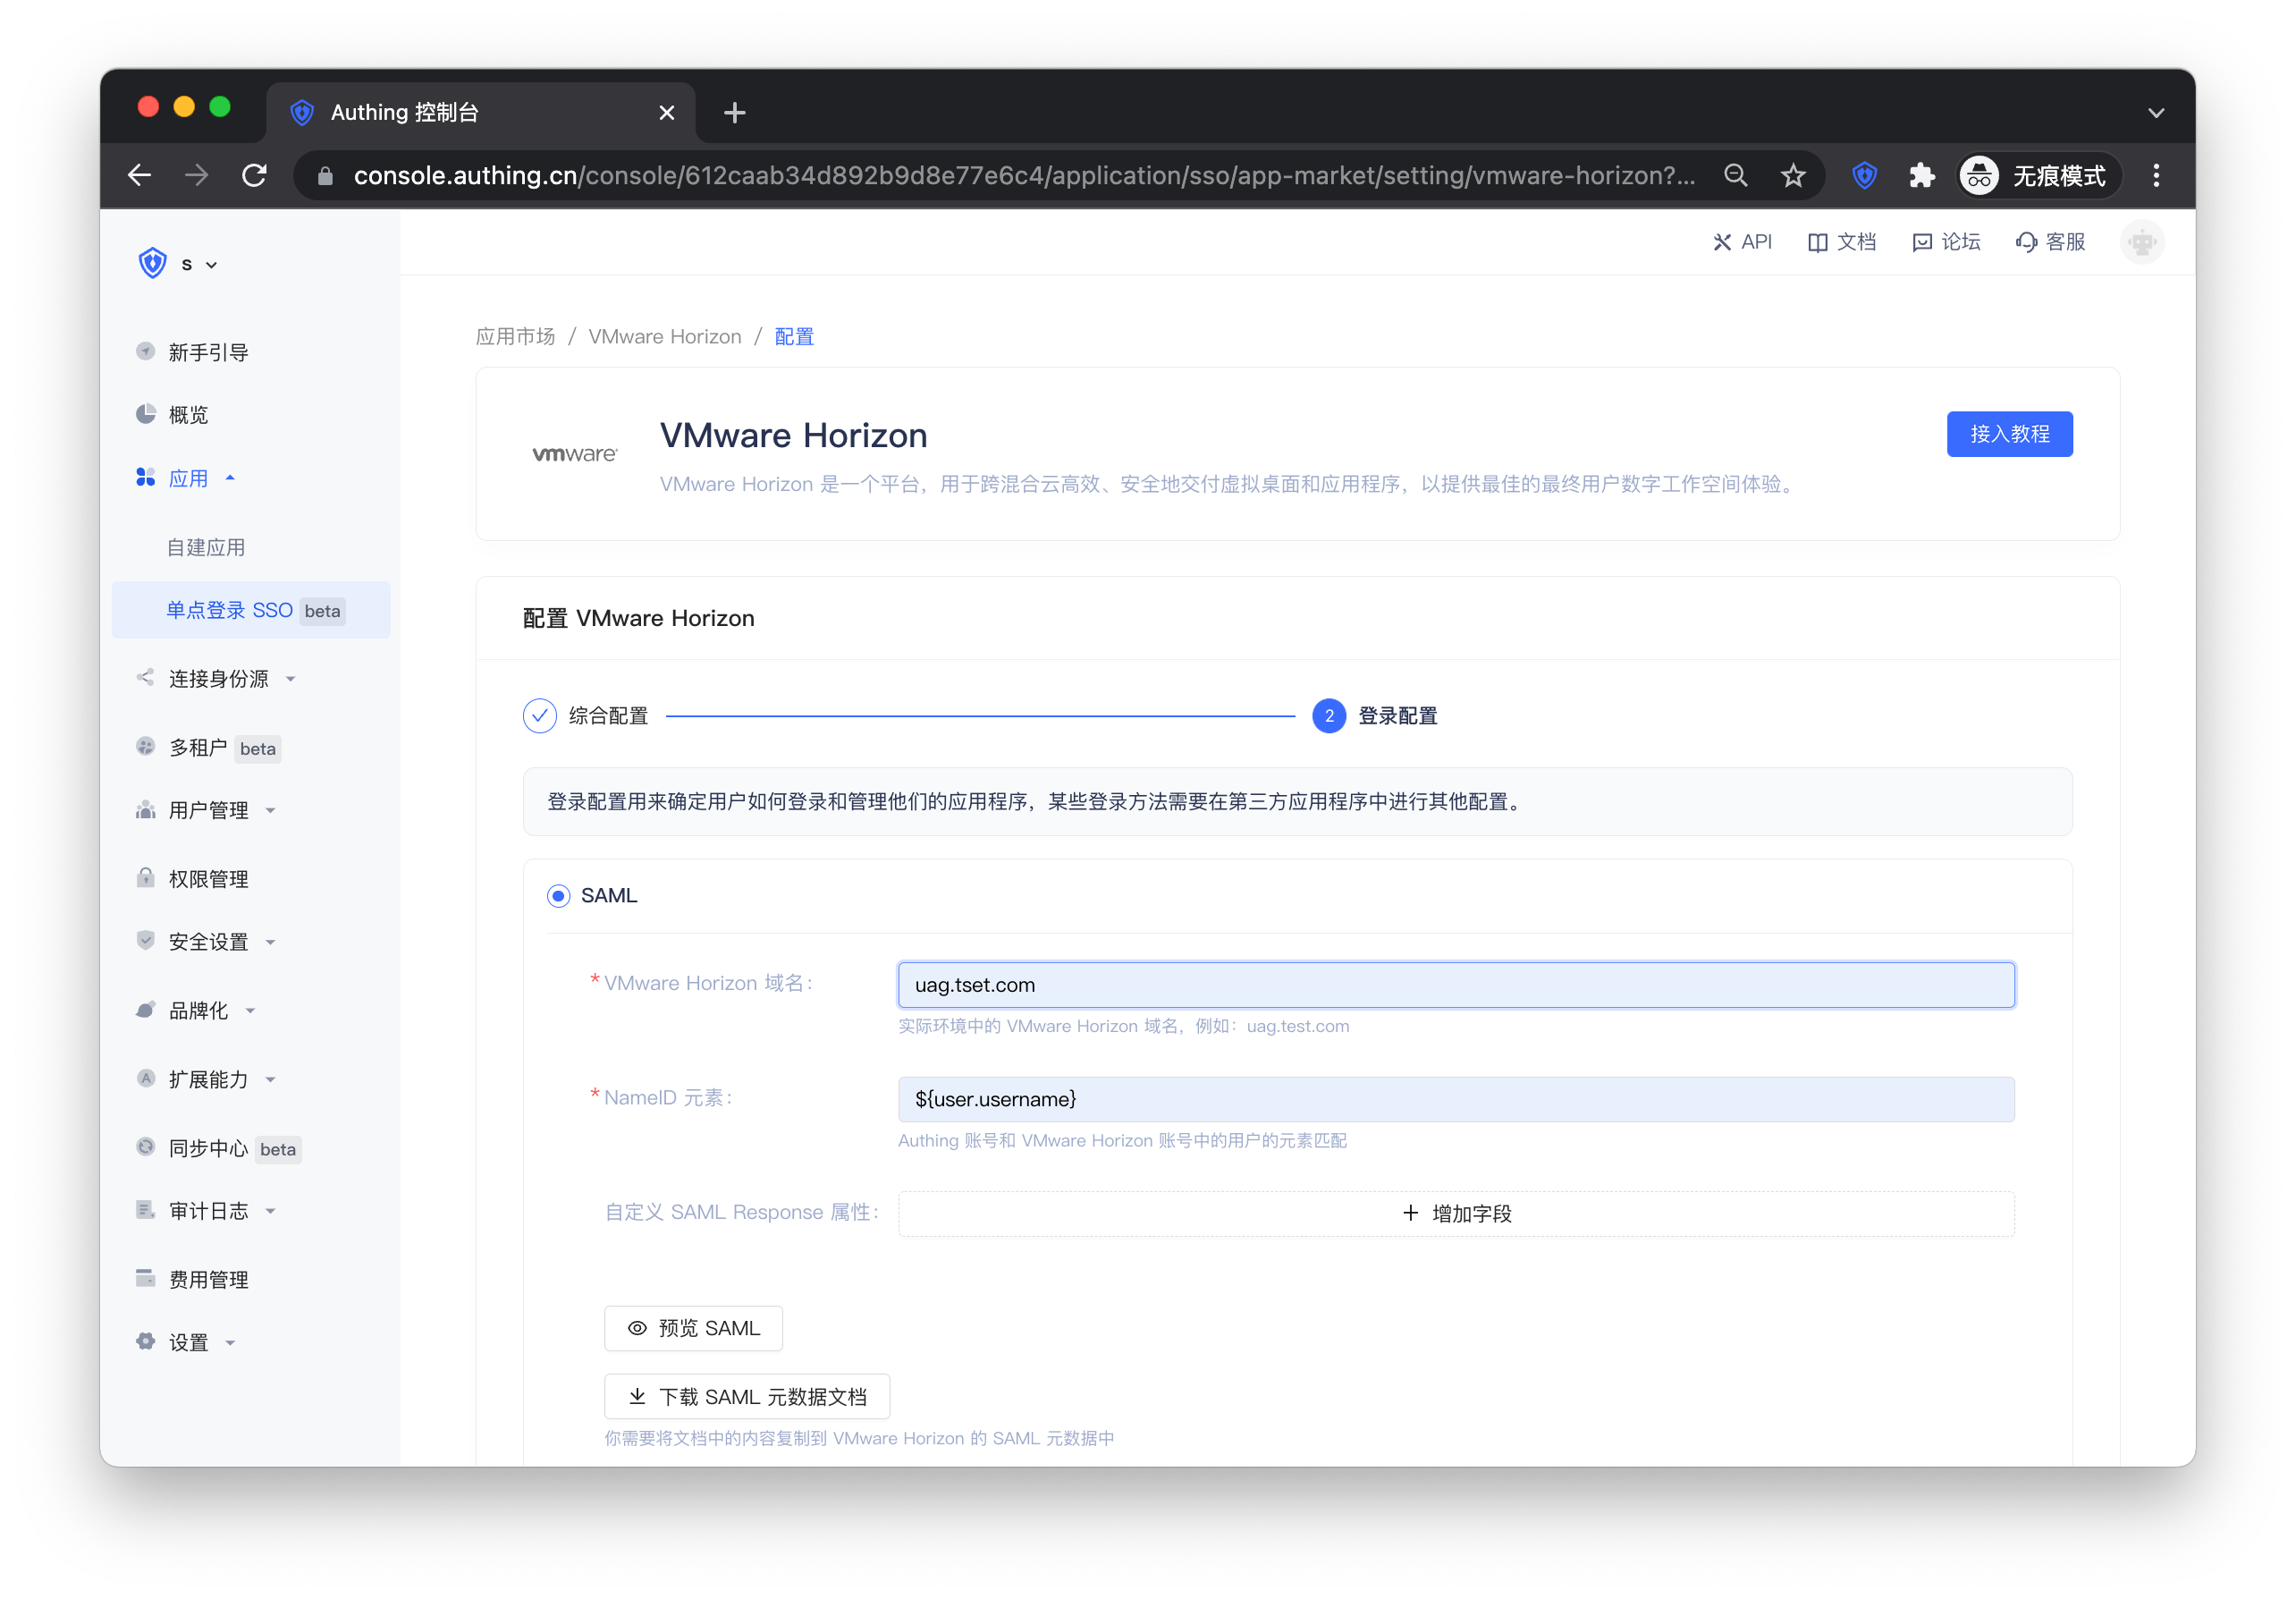 Authing 控制台
console.authing.cn/console/612caab34d892b9d8e77e6c4/application/sso/app-market/setting/vmware-horizon?...
无痕模式
s
API
文档
论坛
客服
新手引导
概览
应用
自建应用
单点登录 SSO beta
连接身份源
多租户 beta
用户管理
权限管理
安全设置
品牌化
扩展能力
同步中心 beta
审计日志
费用管理
设置
应用市场 / VMware Horizon / 配置
vmware
VMware Horizon
接入教程
VMware Horizon 是一个平台，用于跨混合云高效、安全地交付虚拟桌面和应用程序，以提供最佳的最终用户数字工作空间体验。
配置 VMware Horizon
综合配置
2 登录配置
登录配置用来确定用户如何登录和管理他们的应用程序，某些登录方法需要在第三方应用程序中进行其他配置。
SAML
* VMware Horizon 域名：
uag.tset.com
实际环境中的 VMware Horizon 域名，例如：uag.test.com
* NameID 元素：
${user.username}
Authing 账号和 VMware Horizon 账号中的用户的元素匹配
自定义 SAML Response 属性：
+ 增加字段
预览 SAML
下载 SAML 元数据文档
你需要将文档中的内容复制到 VMware Horizon 的 SAML 元数据中